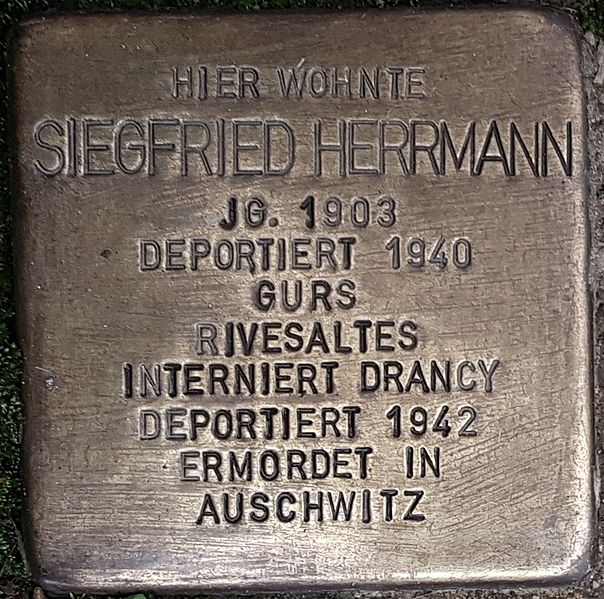 HIER WOHNTE
SIEGFRIED HERRMANN
JG. 1903
DEPORTIERT 1940
GURS
RIVESALTES
INTERNIERT DRANCY
DEPORTIERT 1942
ERMORDET IN
AUSCHWITZ